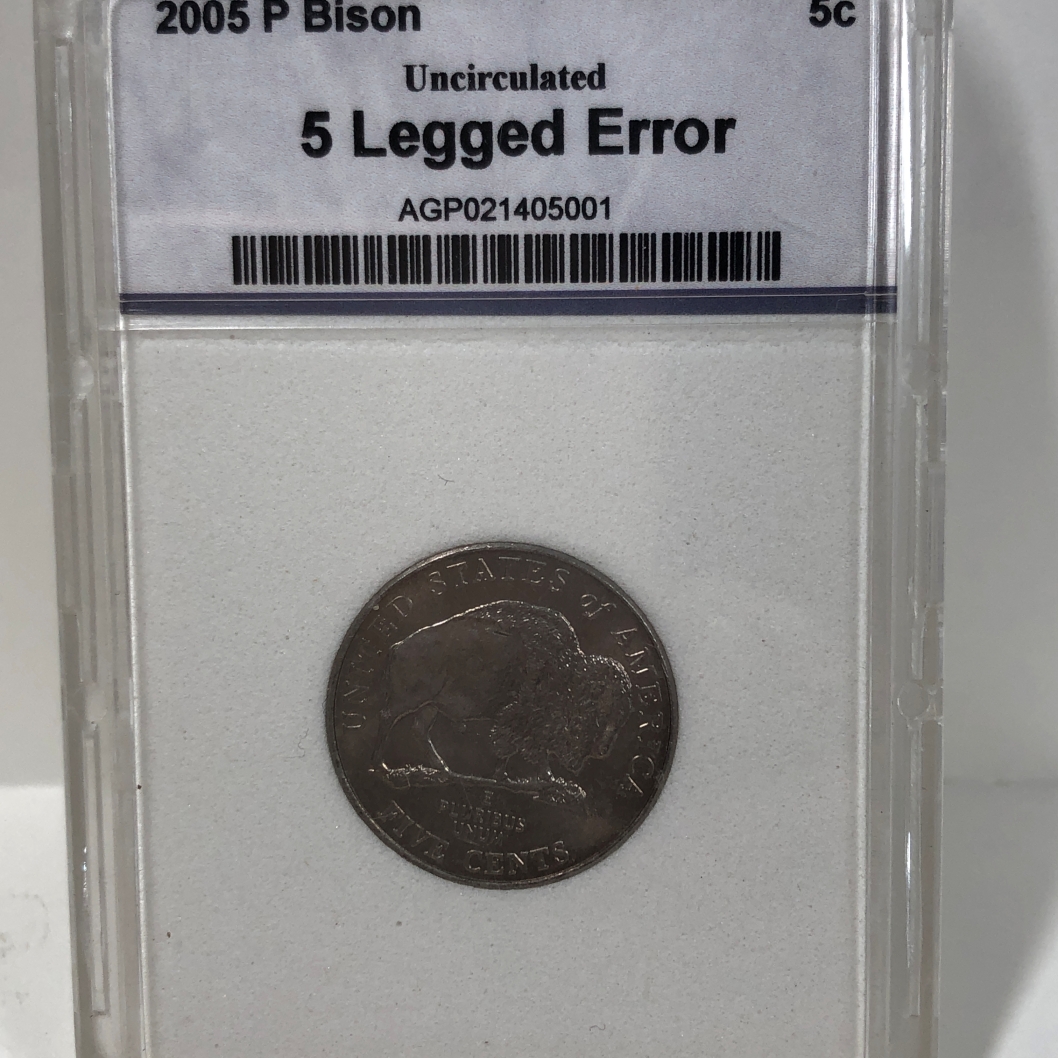 2005 P Bison 5c
Uncirculated
5 Legged Error
AGP021405001
UNITED STATES of AMERICA
E
PLURIBUS
UNUM
FIVE CENTS